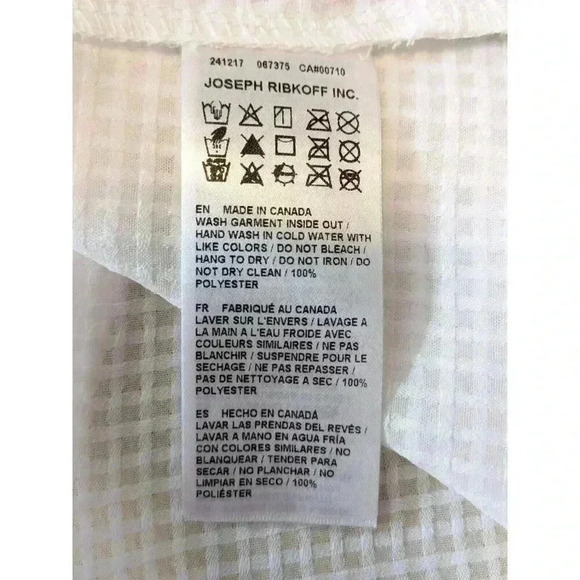 241217 067375 CA#00710
JOSEPH RIBKOFF INC.
EN MADE IN CANADA
WASH GARMENT INSIDE OUT /
HAND WASH IN COLD WATER WITH
LIKE COLORS / DO NOT BLEACH /
HANG TO DRY / DO NOT IRON / DO
NOT DRY CLEAN / 100%
POLYESTER
FR FABRIQUÉ AU CANADA
LAVER SUR L'ENVERS / LAVAGE A
LA MAIN A L'EAU FROIDE AVEC
COULEURS SIMILAIRES / NE PAS
BLANCHIR / SUSPENDRE POUR LE
SECHAGE / NE PAS REPASSER /
PAS DE NETTOYAGE A SEC / 100%
POLYESTER
ES HECHO EN CANADÁ
LAVAR LAS PRENDAS DEL REVÉS /
LAVAR A MANO EN AGUA FRÍA
CON COLORES SIMILARES / NO
BLANQUEAR / TENDER PARA
SECAR / NO PLANCHAR / NO
LIMPIAR EN SECO / 100%
POLIÉSTER